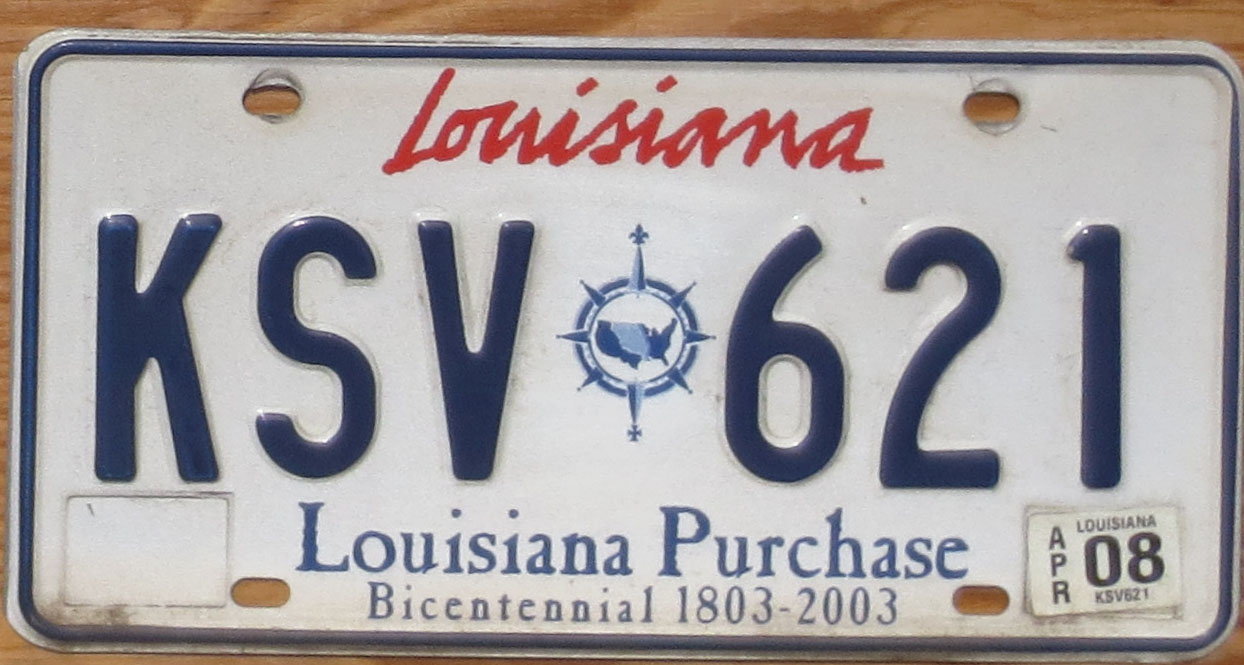 Louisiana
KSV 621
Louisiana Purchase
Bicentennial 1803-2003
APR
LOUISIANA
08
KSV621